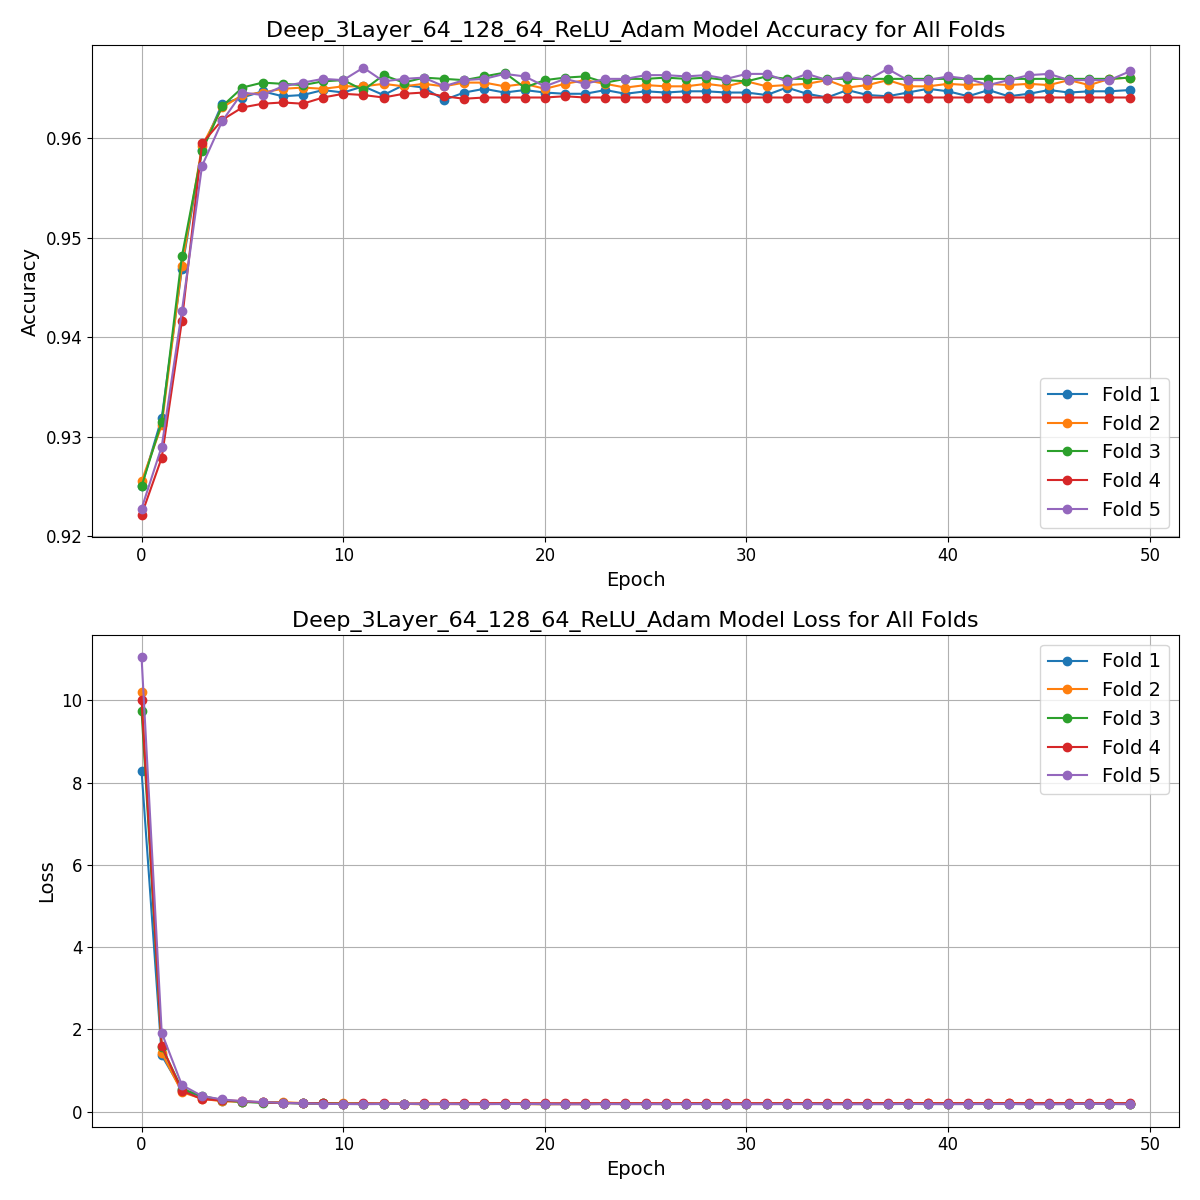 Deep_3Layer_64_128_64_ReLU_Adam Model Accuracy for All Folds
0.96
0.95
0.94
0.93
0.92
Accuracy
Fold 1
Fold 2
Fold 3
Fold 4
Fold 5
0 10 20 30 40 50
Epoch
Deep_3Layer_64_128_64_ReLU_Adam Model Loss for All Folds
10
8
6
4
2
0
Loss
Fold 1
Fold 2
Fold 3
Fold 4
Fold 5
0 10 20 30 40 50
Epoch